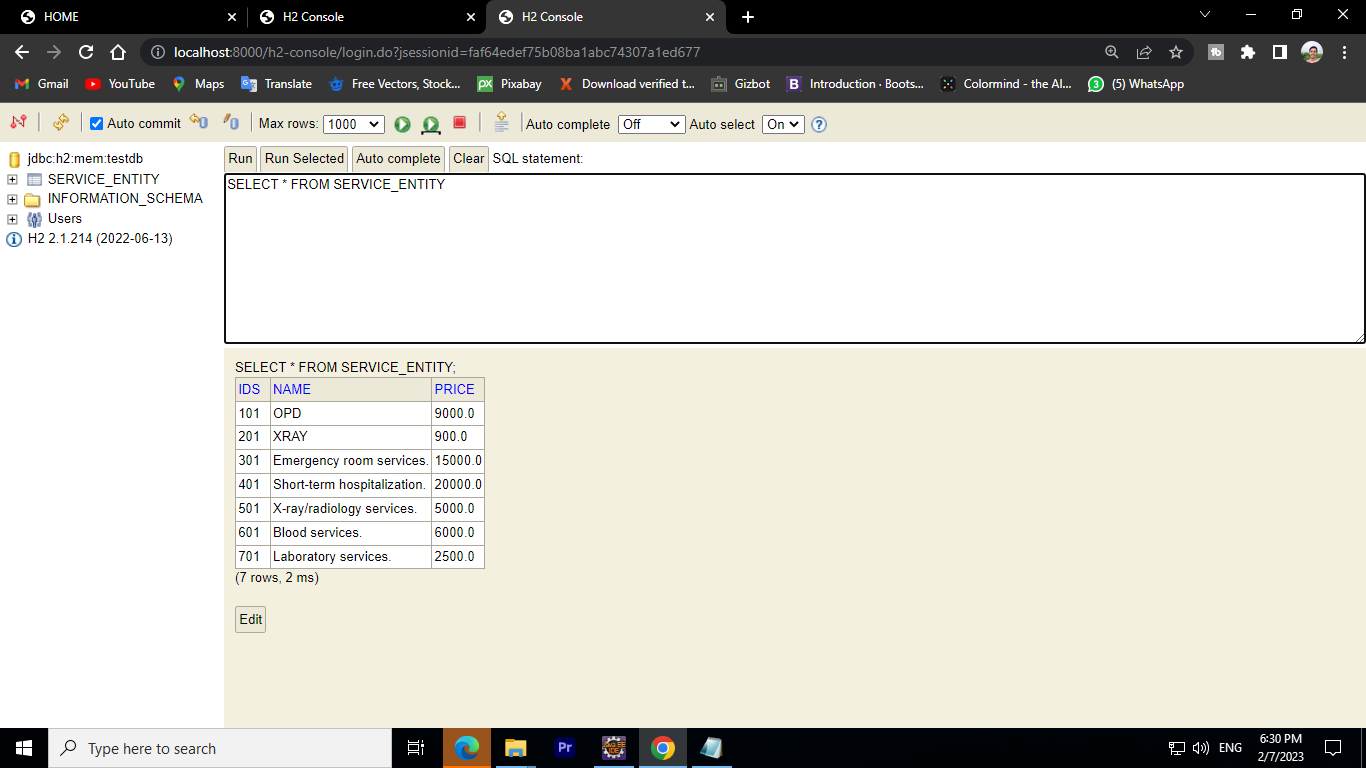 HOME
H2 Console
H2 Console
localhost:8000/h2-console/login.do?jsessionid=faf64edef75b08ba1abc74307a1ed677
Gmail YouTube Maps Translate Free Vectors, Stock... Pixabay Download verified t... Gizbot B Introduction · Boots... Colormind - the AI... (5) WhatsApp
Auto commit Max rows: 1000 Auto complete Off Auto select On
jdbc:h2:mem:testdb
SERVICE_ENTITY
INFORMATION_SCHEMA
Users
H2 2.1.214 (2022-06-13)
Run Run Selected Auto complete Clear SQL statement:
SELECT * FROM SERVICE_ENTITY
SELECT * FROM SERVICE_ENTITY;
IDS NAME PRICE
101 OPD 9000.0
201 XRAY 900.0
301 Emergency room services. 15000.0
401 Short-term hospitalization. 20000.0
501 X-ray/radiology services. 5000.0
601 Blood services. 6000.0
701 Laboratory services. 2500.0
(7 rows, 2 ms)
Edit
Type here to search
Pr
ENG
6:30 PM
2/7/2023